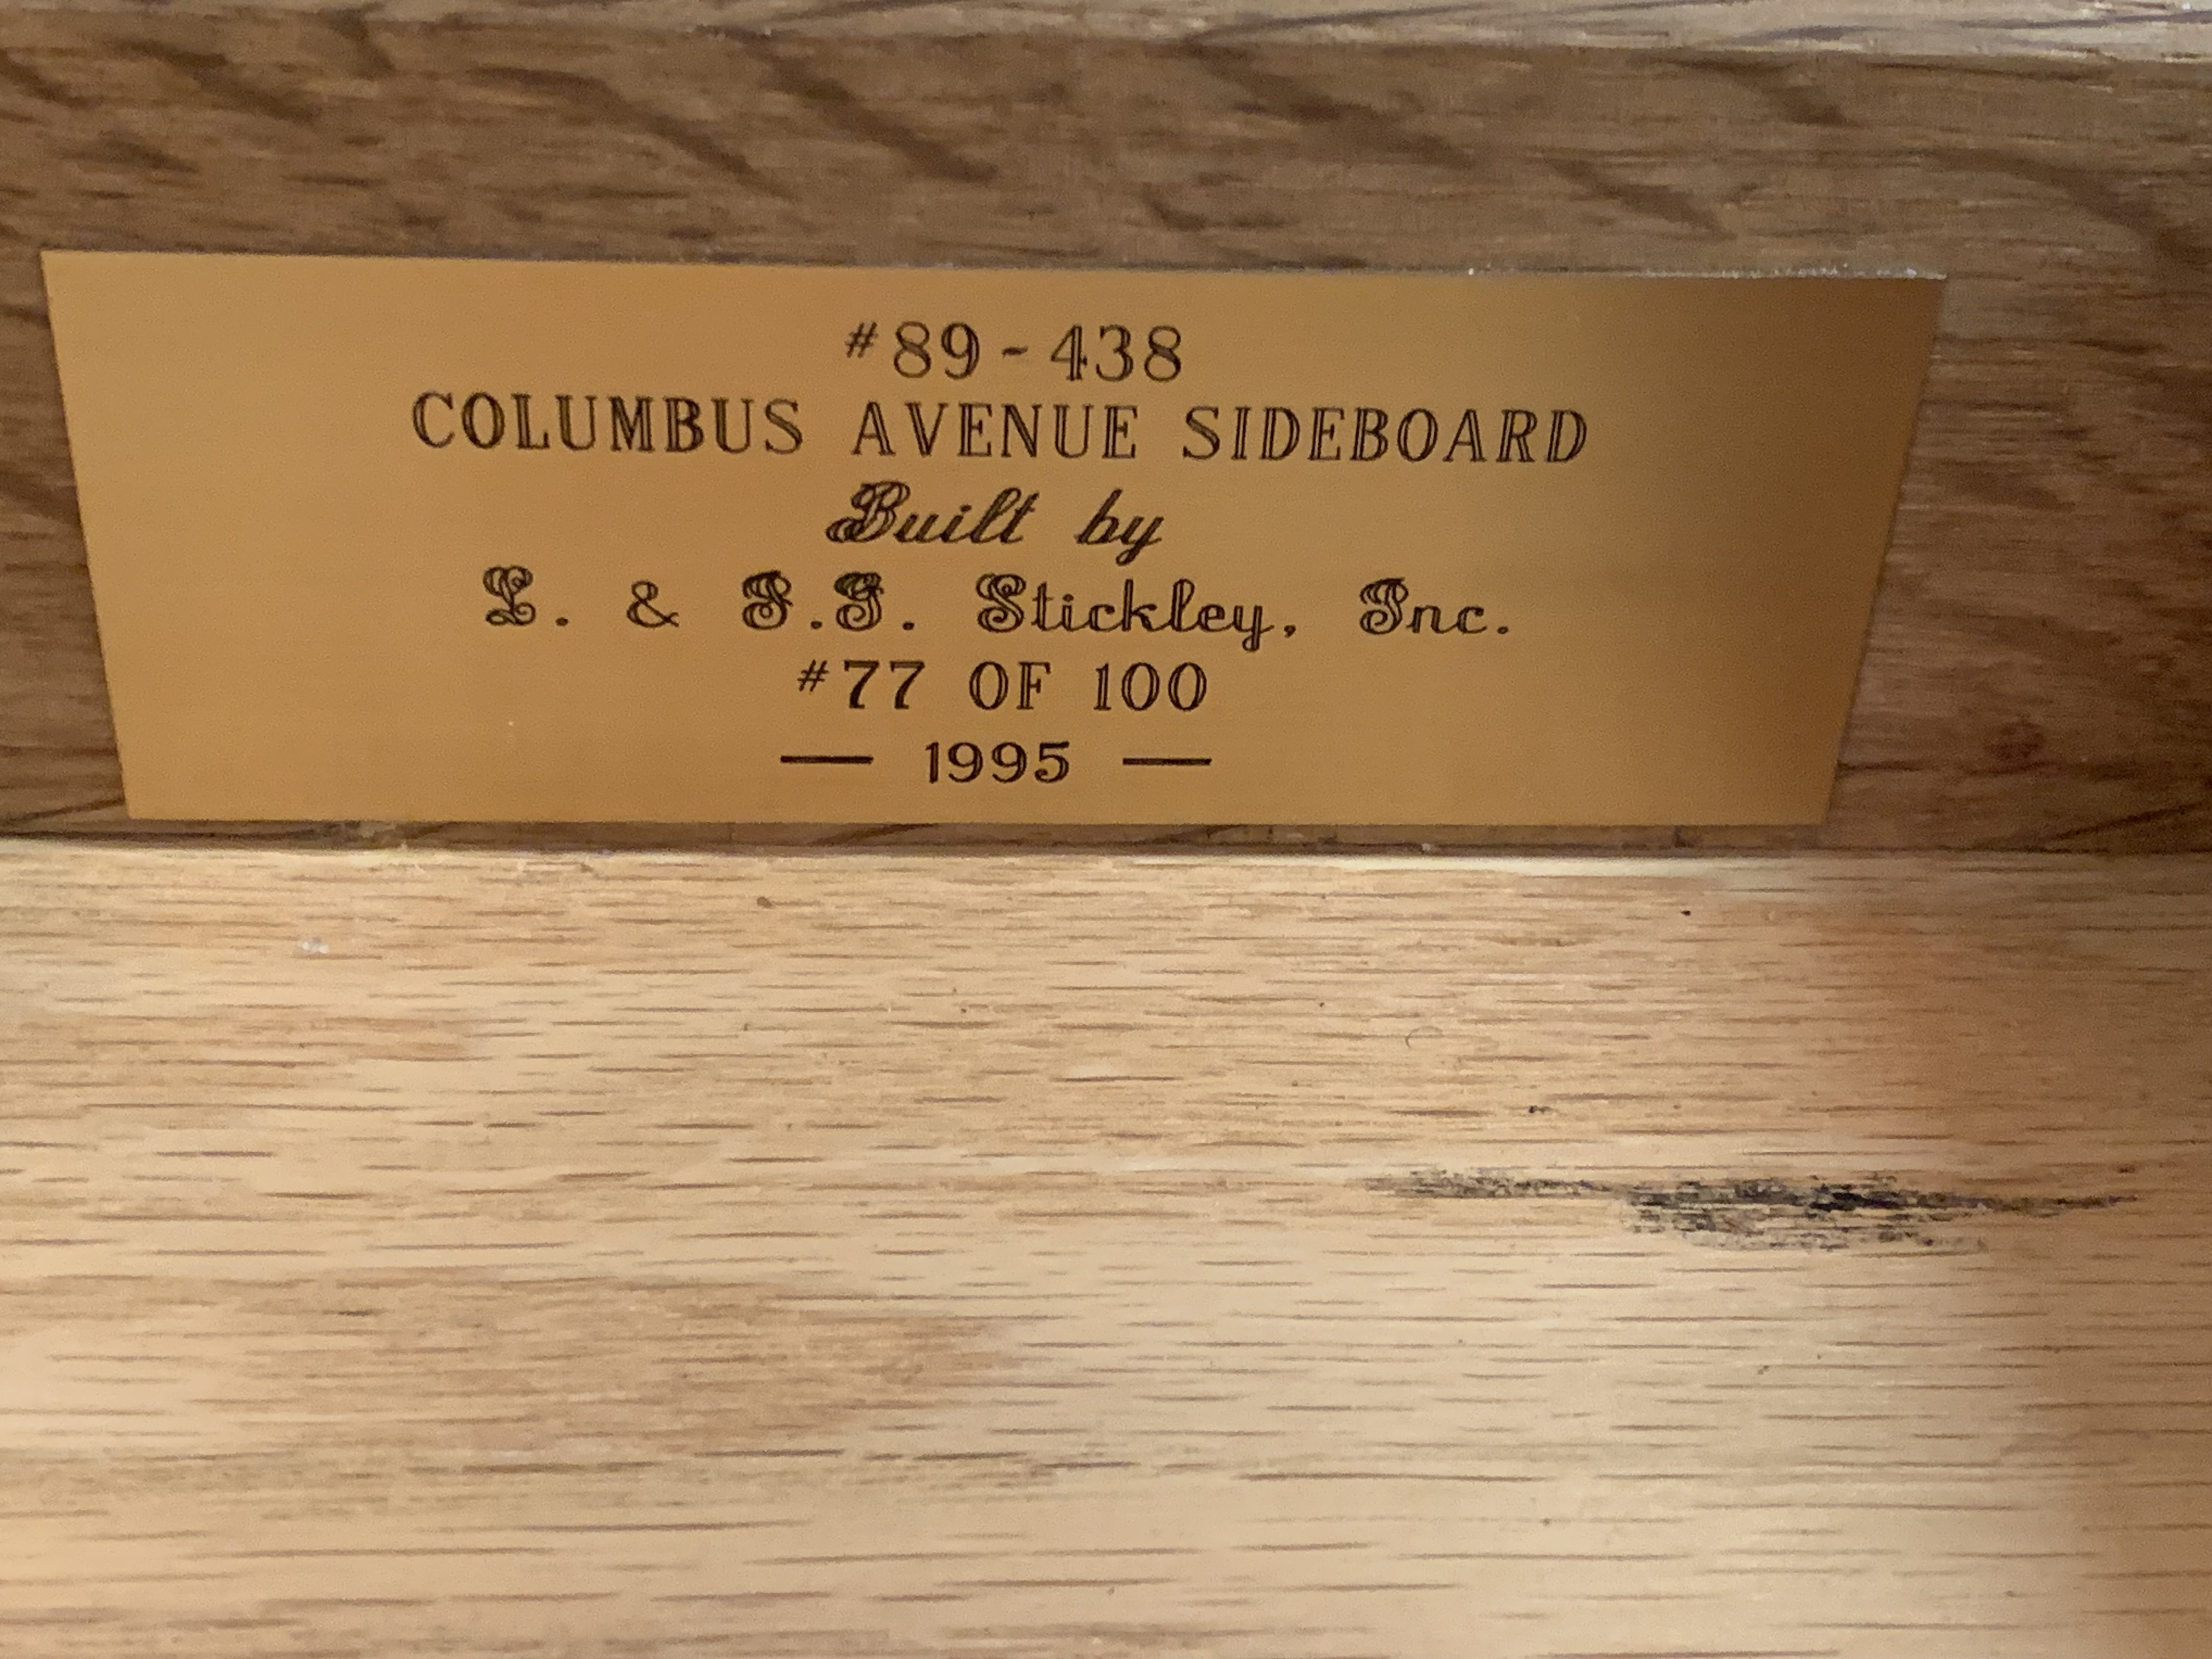 #89-438
COLUMBUS AVENUE SIDEBOARD
Built by
L. & J.G. Stickley, Inc.
#77 OF 100
— 1995 —